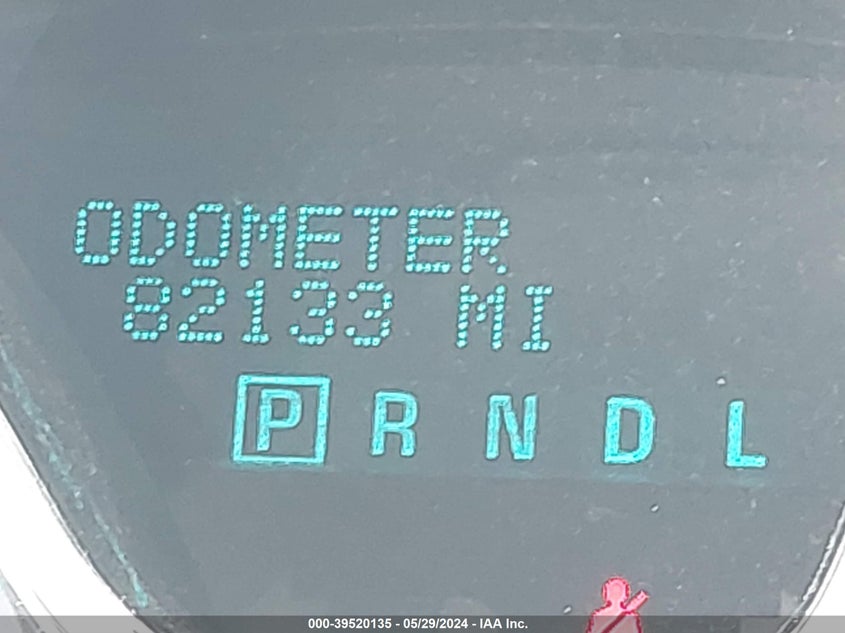 ODOMETER
82133 MI
P R N D L
000-39520135 - 05/29/2024 - IAA Inc.